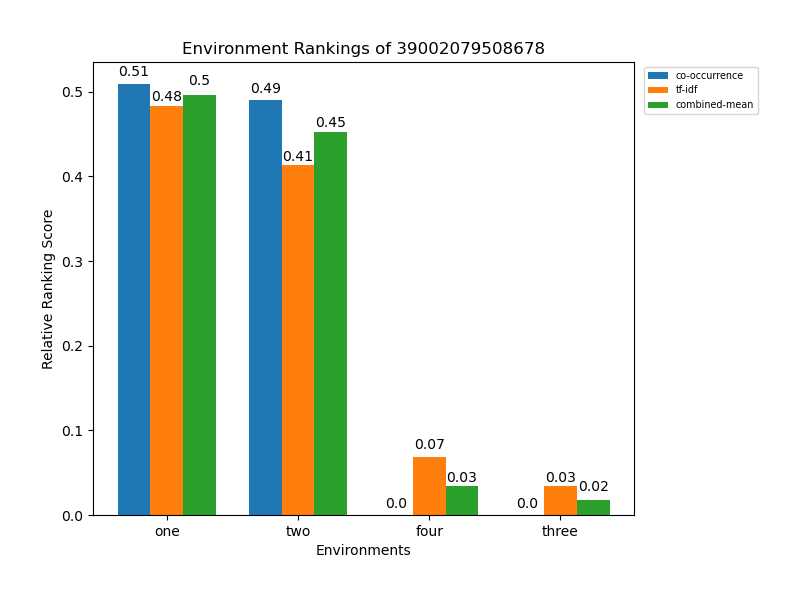 Environment Rankings of 39002079508678
co-occurrence
tf-idf
combined-mean
Relative Ranking Score
0.5
0.4
0.3
0.2
0.1
0.0
0.51
0.48
0.5
0.49
0.41
0.45
0.0
0.07
0.03
0.0
0.03
0.02
one two four three
Environments